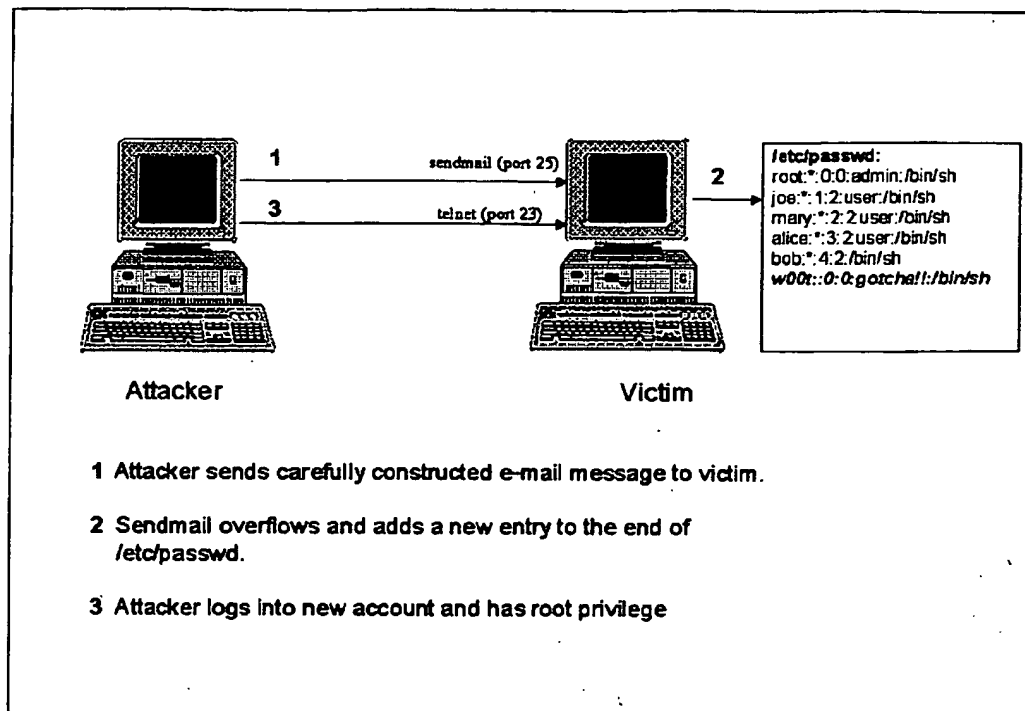 1
sendmail (port 25)
3
telnet (port 23)
2
/etc/passwd:
root:*:0:0:admin:/bin/sh
joe:*:1:2:user:/bin/sh
mary:*:2:2user:/bin/sh
alice:*:3:2user:/bin/sh
bob:*:4:2:/bin/sh
w00t::0:0:gotcha!!:/bin/sh
Attacker
Victim
1 Attacker sends carefully constructed e-mail message to victim.
2 Sendmail overflows and adds a new entry to the end of
/etc/passwd.
3 Attacker logs into new account and has root privilege